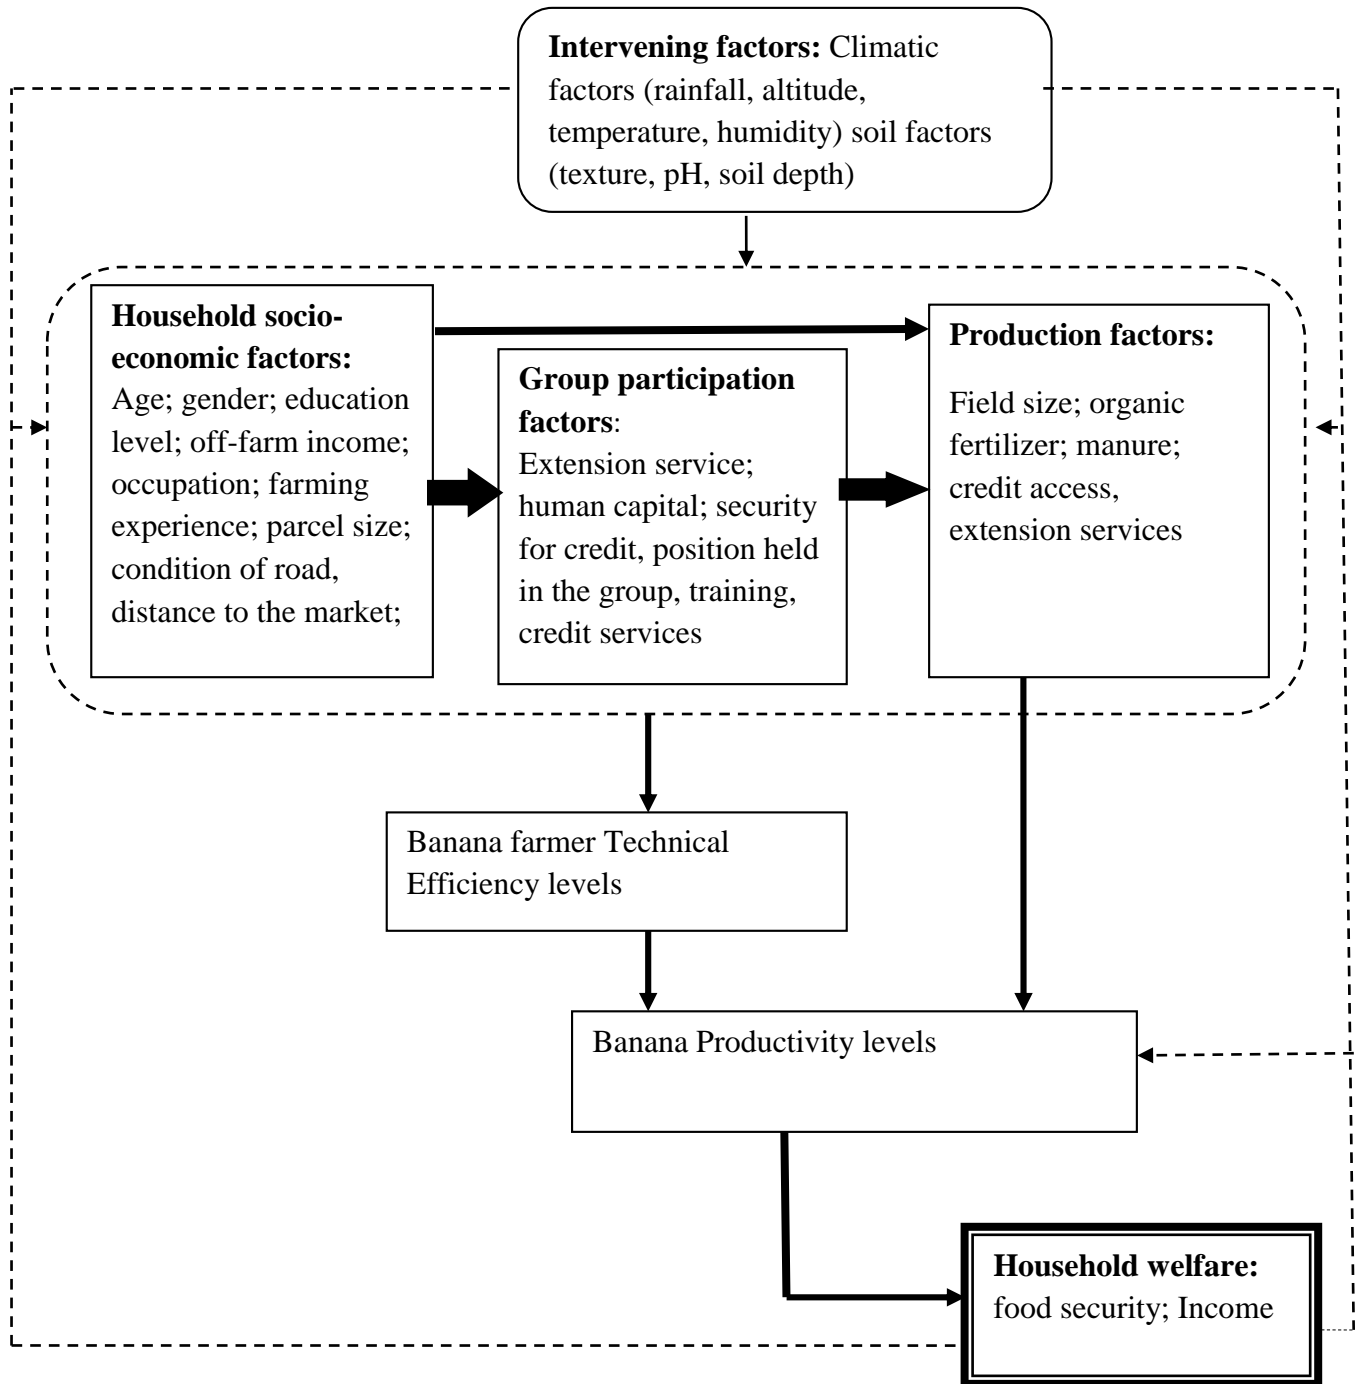 Intervening factors: Climatic
factors (rainfall, altitude,
temperature, humidity) soil factors
(texture, pH, soil depth)
Household socio-
economic factors:
Age; gender; education
level; off-farm income;
occupation; farming
experience; parcel size;
condition of road,
distance to the market;
Group participation
factors:
Extension service;
human capital; security
for credit, position held
in the group, training,
credit services
Production factors:
Field size; organic
fertilizer; manure;
credit access,
extension services
Banana farmer Technical
Efficiency levels
Banana Productivity levels
Household welfare:
food security; Income